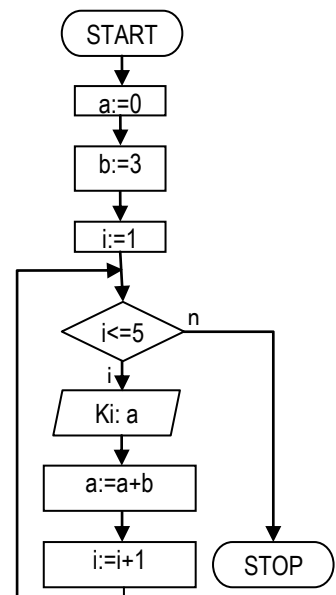 START
a:=0
b:=3
i:=1
i<=5
n
i
Ki: a
a:=a+b
i:=i+1
STOP